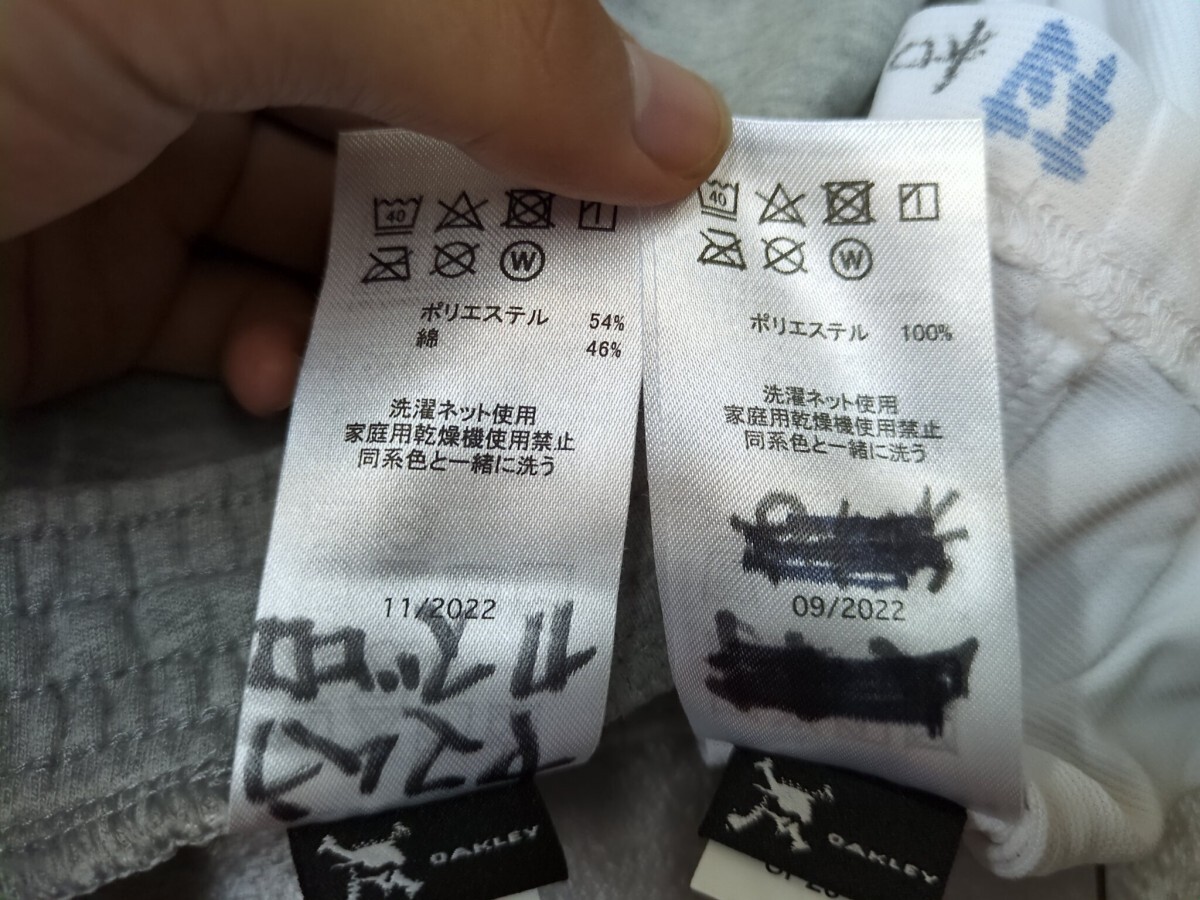 40
ポリエステル 54%
綿 46%
洗濯ネット使用
家庭用乾燥機使用禁止
同系色と一緒に洗う
11/2022
OAKLEY
40
ポリエステル 100%
洗濯ネット使用
家庭用乾燥機使用禁止
同系色と一緒に洗う
09/2022
OAKLEY
W
W